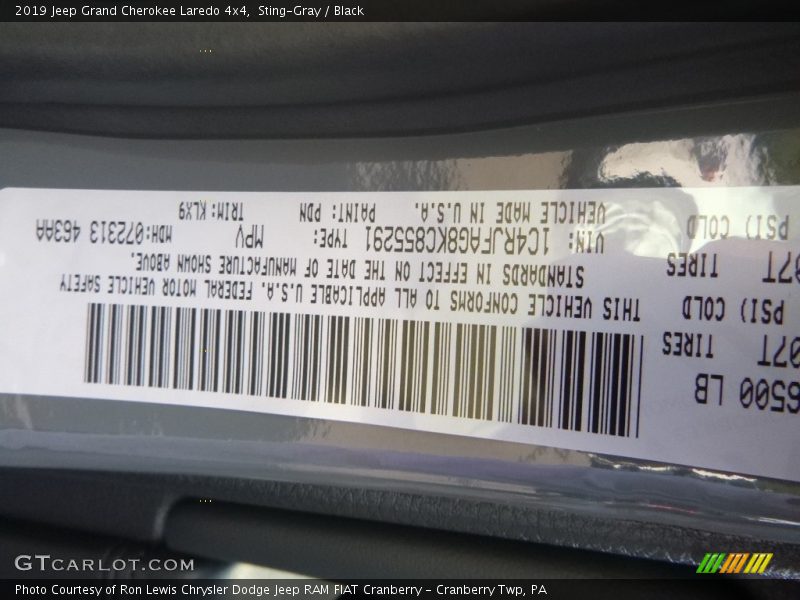 2019 Jeep Grand Cherokee Laredo 4x4, Sting-Gray / Black
6500 LB
07T TIRES
PSI) COLD
07T TIRES
PSI) COLD
THIS VEHICLE CONFORMS TO ALL APPLICABLE U.S.A. FEDERAL MOTOR VEHICLE SAFETY
STANDARDS IN EFFECT ON THE DATE OF MANUFACTURE SHOWN ABOVE.
VIN: 1C4RJFAG8KC855291 TYPE: MPV MDH:072313 463AA
VEHICLE MADE IN U.S.A. PAINT: PDN TRIM: KLX9
GTCARLOT.COM
Photo Courtesy of Ron Lewis Chrysler Dodge Jeep RAM FIAT Cranberry - Cranberry Twp, PA